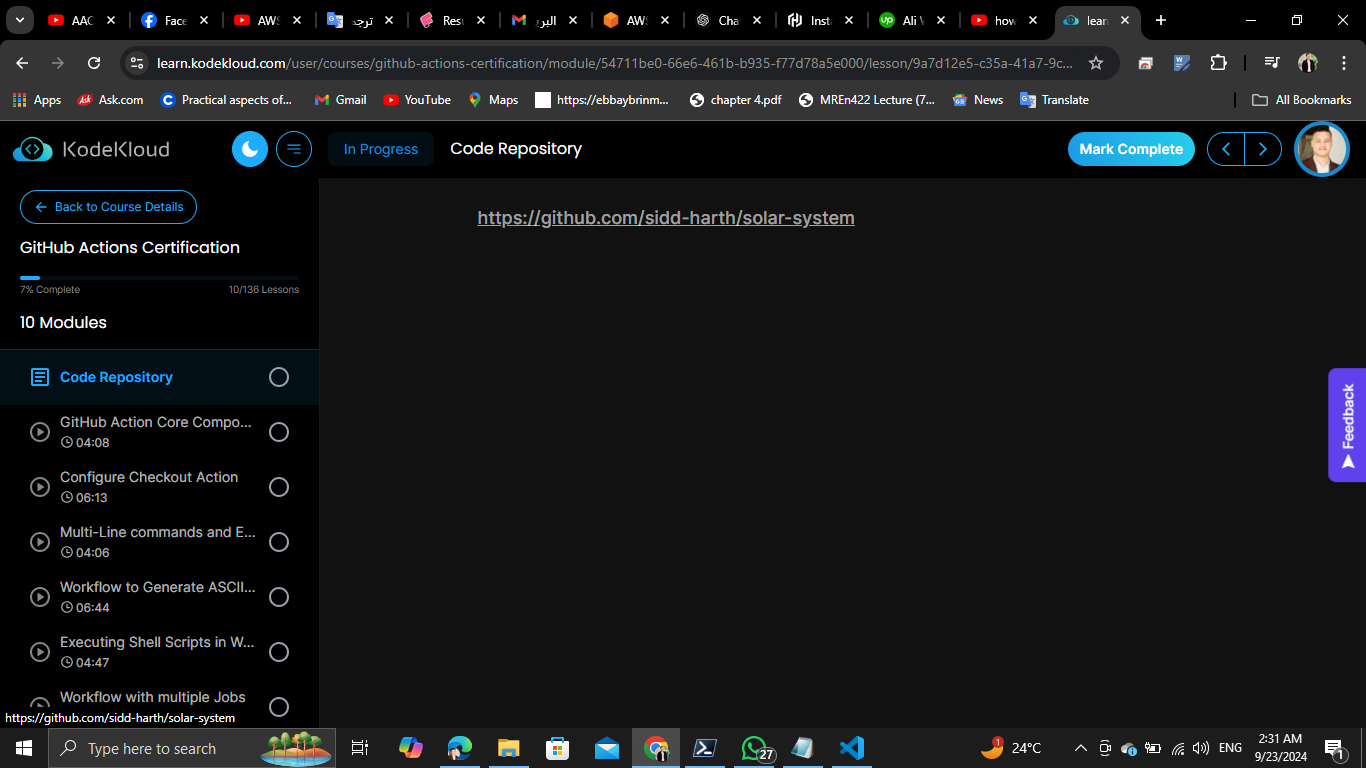 AAC
Face
AWS
ترجم
Resu
البري
AWS
Cha
Inst
Ali W
how
learn
learn.kodekloud.com/user/courses/github-actions-certification/module/54711be0-66e6-461b-b935-f77d78a5e000/lesson/9a7d12e5-c35a-41a7-9c...
Apps
Ask.com
Practical aspects of...
Gmail
YouTube
Maps
https://ebbaybrinm...
chapter 4.pdf
MREn422 Lecture (7...
News
Translate
All Bookmarks
KodeKloud
In Progress
Code Repository
Mark Complete
Back to Course Details
GitHub Actions Certification
7% Complete
10/136 Lessons
10 Modules
Code Repository
GitHub Action Core Compo...
04:08
Configure Checkout Action
06:13
Multi-Line commands and E...
04:06
Workflow to Generate ASCII...
06:44
Executing Shell Scripts in W...
04:47
Workflow with multiple Jobs
https://github.com/sidd-harth/solar-system
https://github.com/sidd-harth/solar-system
Feedback
Type here to search
27
1
24°C
ENG
2:31 AM
9/23/2024
1